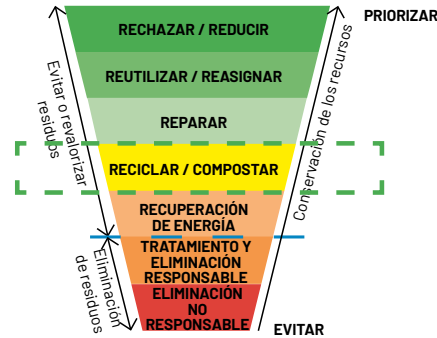 PRIORIZAR
RECHAZAR / REDUCIR
REUTILIZAR / REASIGNAR
REPARAR
RECICLAR / COMPOSTAR
RECUPERACIÓN
DE ENERGÍA
TRATAMIENTO Y
ELIMINACIÓN
RESPONSABLE
ELIMINACIÓN
NO
RESPONSABLE
EVITAR
Evitar o revalorizar
residuos
Eliminación
de residuos
Conservación de los recursos